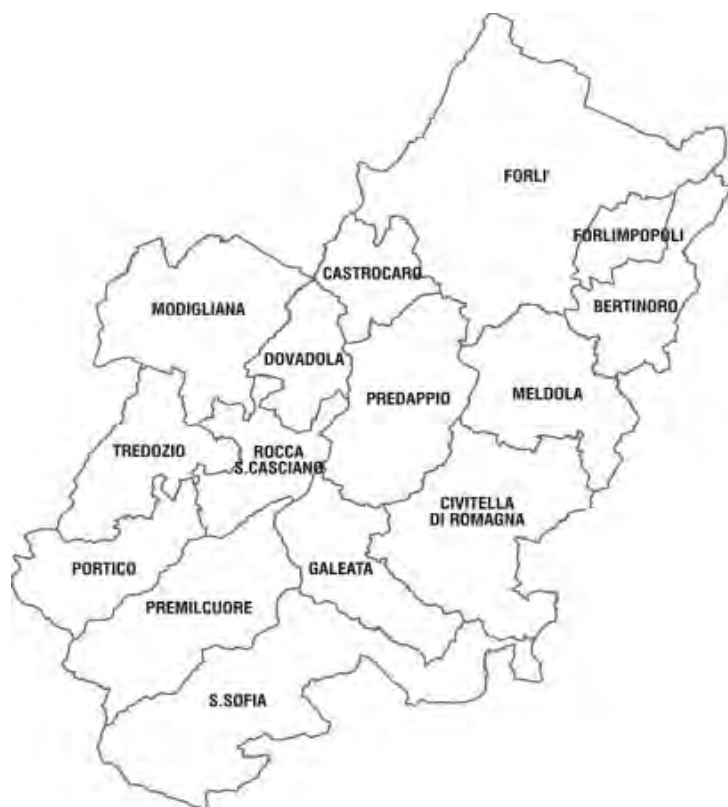 FORLI'
FORLIMPOPOLI
CASTROCARO
MODIGLIANA
BERTINORO
DOVADOLA
PREDAPPIO
MELDOLA
TREDOZIO
ROCCA
S.CASCIANO
CIVITELLA
DI ROMAGNA
PORTICO
GALEATA
PREMILCUORE
S.SOFIA